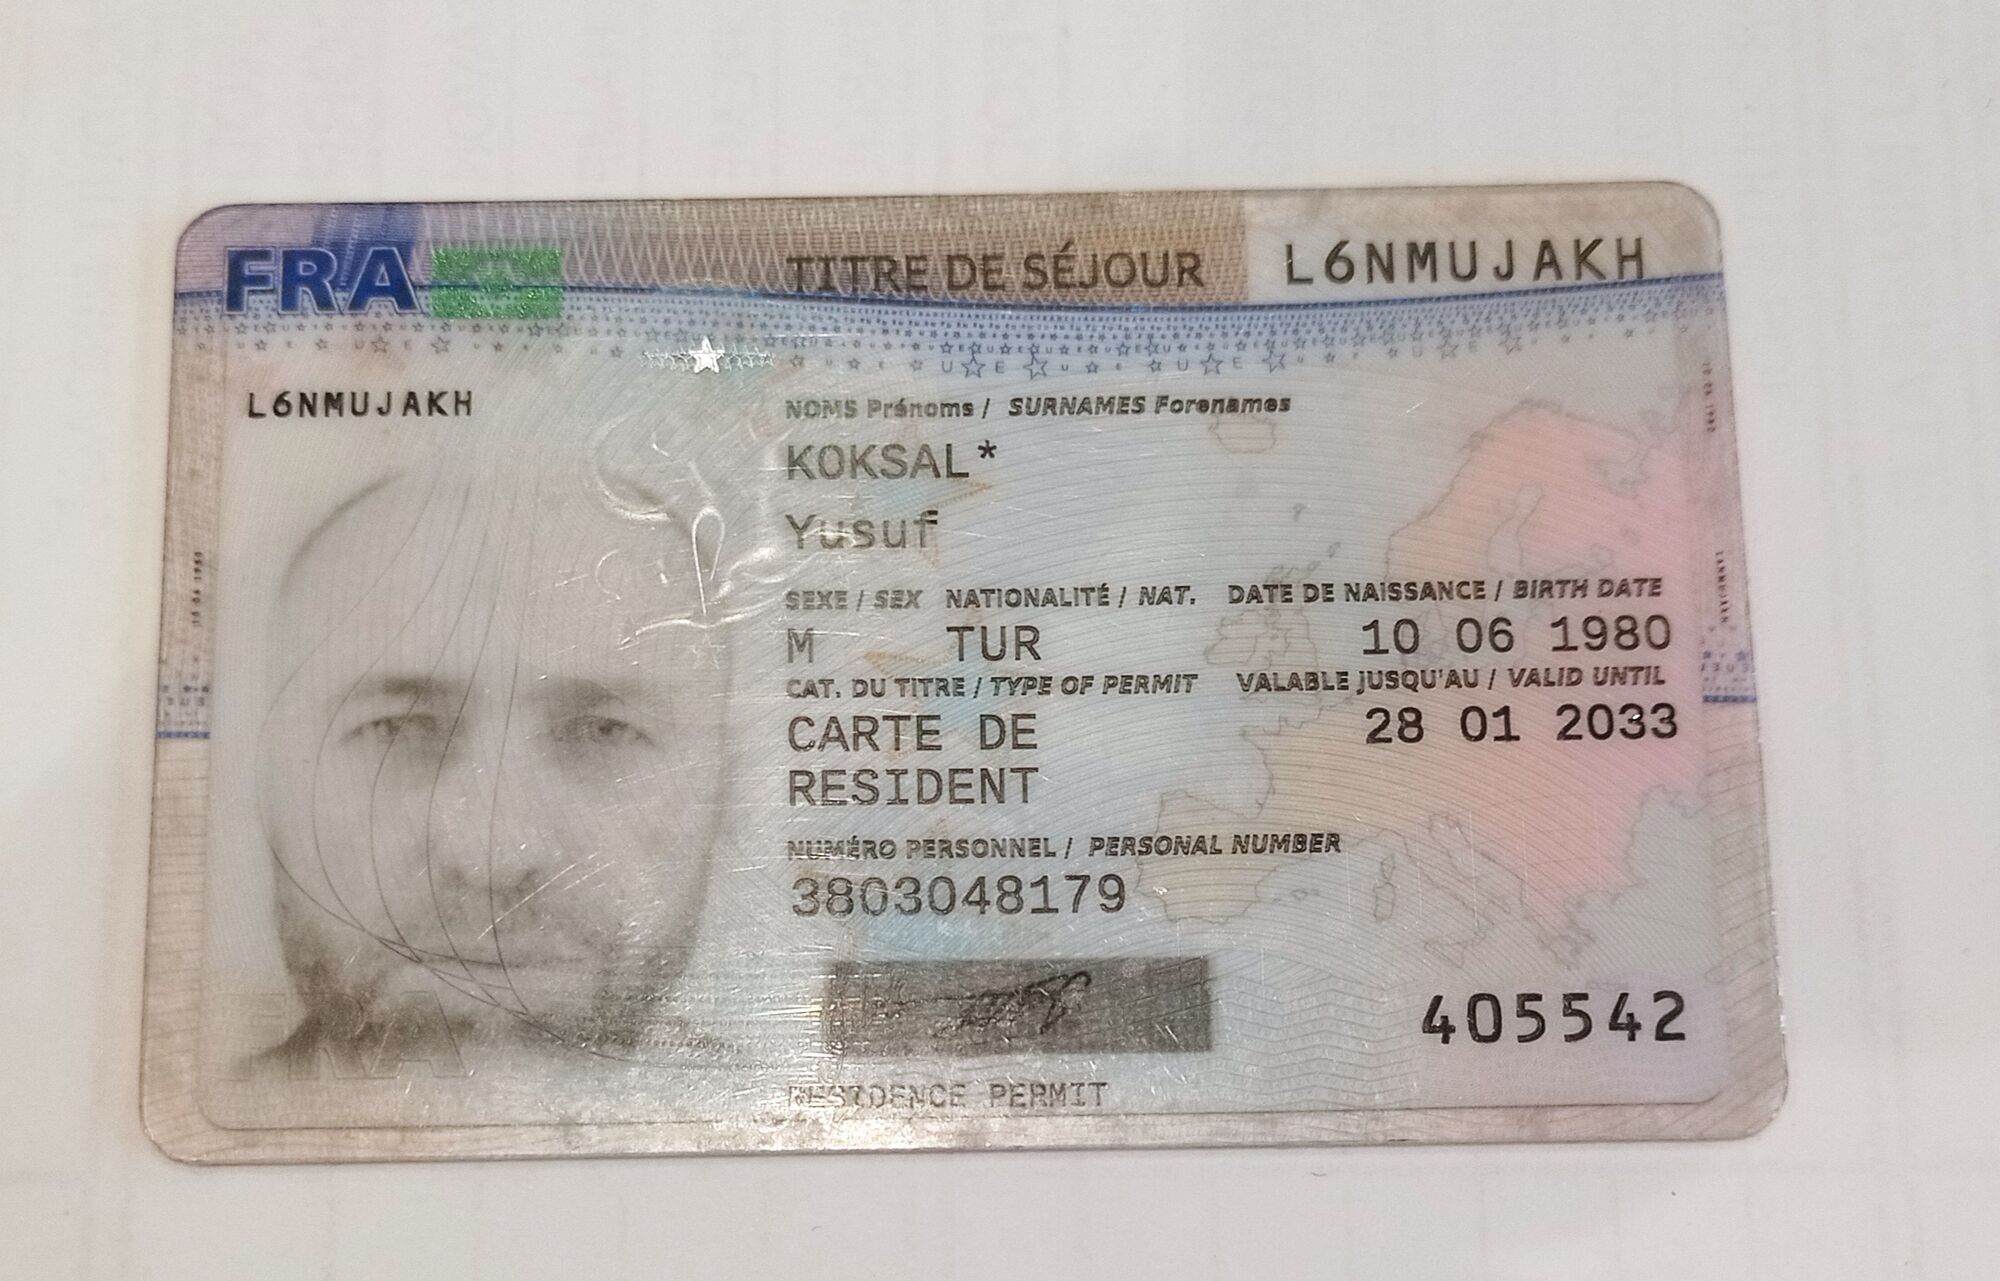 FRA TITRE DE SÉJOUR L6NMUJAKH
L6NMUJAKH
NOMS Prénoms / SURNAMES Forenames
KOKSAL*
Yusuf
SEXE / SEX NATIONALITÉ / NAT. DATE DE NAISSANCE / BIRTH DATE
M TUR 10 06 1980
CAT. DU TITRE / TYPE OF PERMIT VALABLE JUSQU'AU / VALID UNTIL
CARTE DE 28 01 2033
RESIDENT
NUMÉRO PERSONNEL / PERSONAL NUMBER
3803048179
FRA
405542
RESIDENCE PERMIT